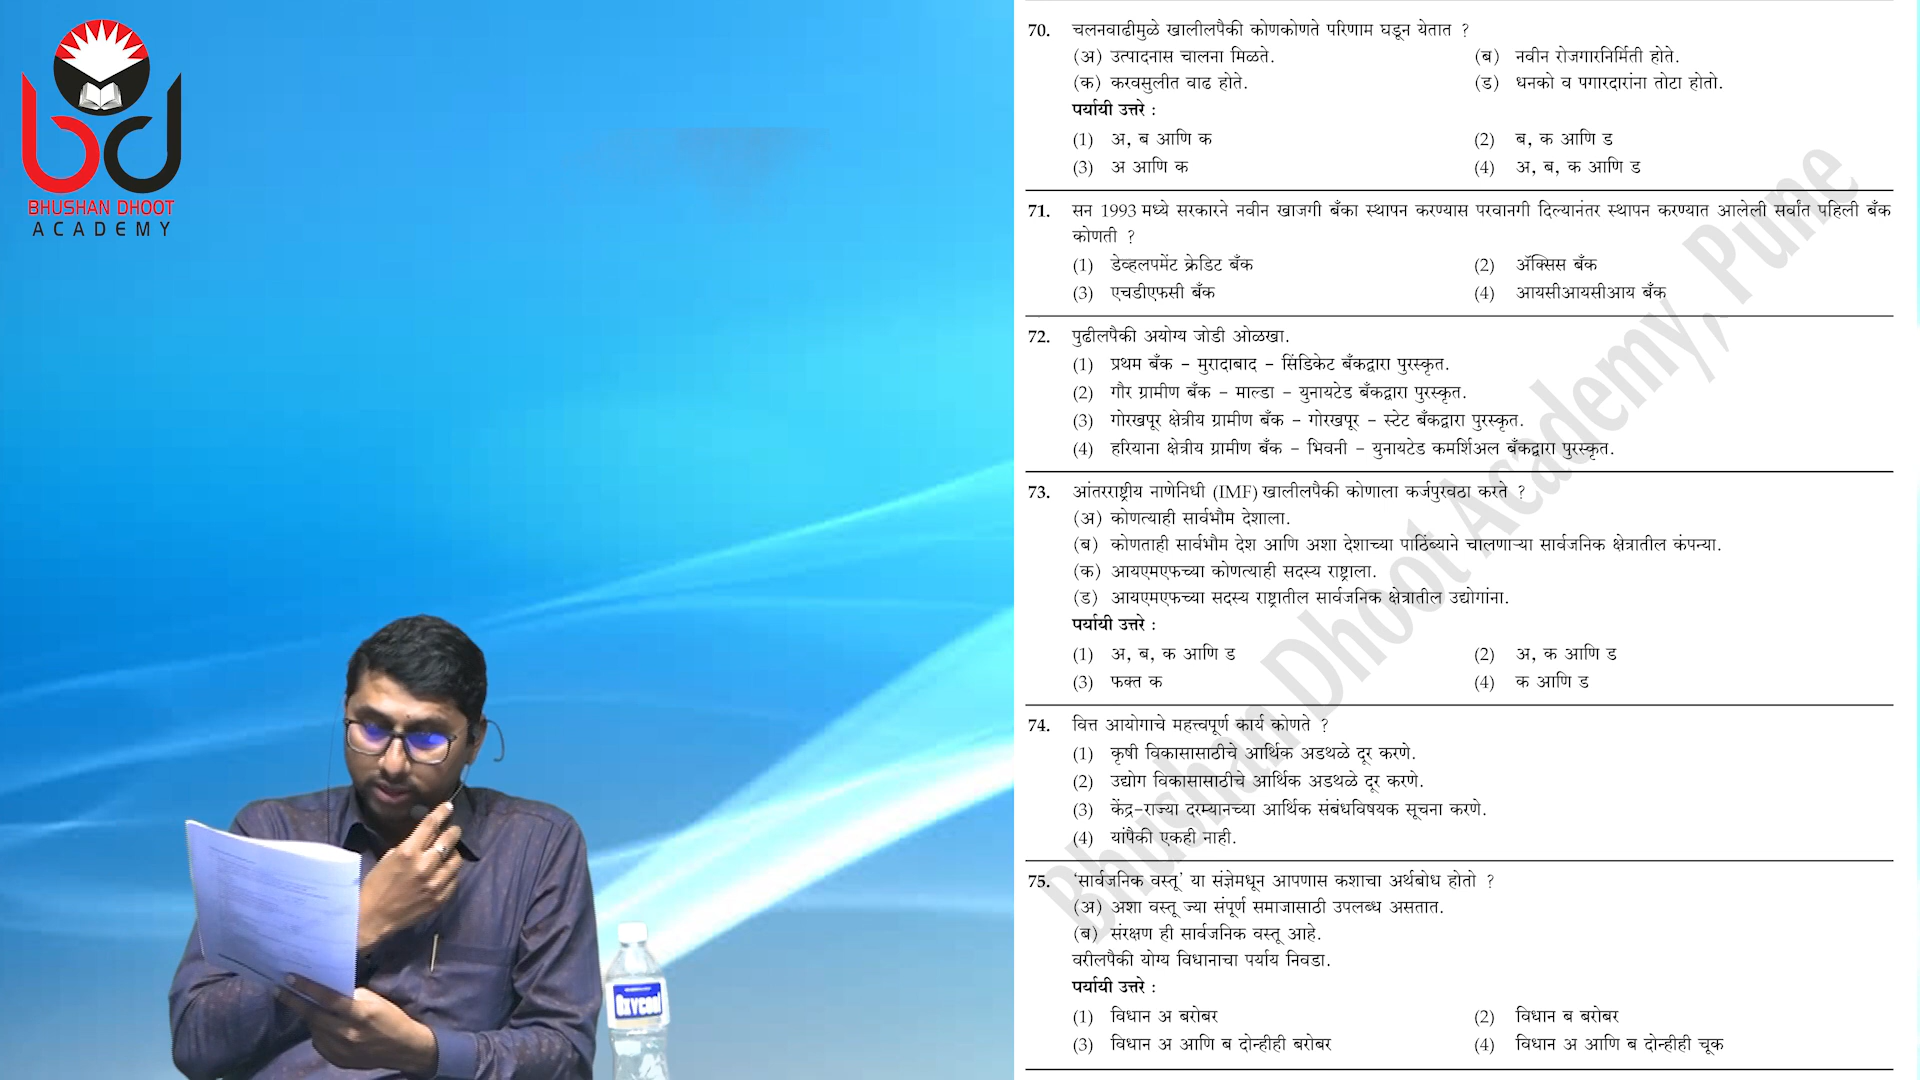 BHUSHAN DHOOT
ACADEMY
70. चलनवाढीमुळे खालीलपैकी कोणकोणते परिणाम घडून येतात ?
(अ) उत्पादनास चालना मिळते. (ब) नवीन रोजगारनिर्मिती होते.
(क) करवसुलीत वाढ होते. (ड) धनको व पगारदारांना तोटा होतो.
पर्यायी उत्तरे :
(1) अ, ब आणि क (2) ब, क आणि ड
(3) अ आणि क (4) अ, ब, क आणि ड
71. सन 1993 मध्ये सरकारने नवीन खाजगी बँका स्थापन करण्यास परवानगी दिल्यानंतर स्थापन करण्यात आलेली सर्वांत पहिली बँक
कोणती ?
(1) डेव्हलपमेंट क्रेडिट बँक (2) ॲक्सिस बँक
(3) एचडीएफसी बँक (4) आयसीआयसीआय बँक
72. पुढीलपैकी अयोग्य जोडी ओळखा.
(1) प्रथम बँक – मुरादाबाद – सिंडिकेट बँकद्वारा पुरस्कृत.
(2) गौर ग्रामीण बँक – माल्डा – युनायटेड बँकद्वारा पुरस्कृत.
(3) गोरखपूर क्षेत्रीय ग्रामीण बँक – गोरखपूर – स्टेट बँकद्वारा पुरस्कृत.
(4) हरियाना क्षेत्रीय ग्रामीण बँक – भिवनी – युनायटेड कमर्शिअल बँकद्वारा पुरस्कृत.
73. आंतरराष्ट्रीय नाणेनिधी (IMF) खालीलपैकी कोणाला कर्जपुरवठा करते ?
(अ) कोणत्याही सार्वभौम देशाला.
(ब) कोणताही सार्वभौम देश आणि अशा देशाच्या पाठिंब्याने चालणाऱ्या सार्वजनिक क्षेत्रातील कंपन्या.
(क) आयएमएफच्या कोणत्याही सदस्य राष्ट्राला.
(ड) आयएमएफच्या सदस्य राष्ट्रातील सार्वजनिक क्षेत्रातील उद्योगांना.
पर्यायी उत्तरे :
(1) अ, ब, क आणि ड (2) अ, क आणि ड
(3) फक्त क (4) क आणि ड
74. वित्त आयोगाचे महत्त्वपूर्ण कार्य कोणते ?
(1) कृषी विकासासाठीचे आर्थिक अडथळे दूर करणे.
(2) उद्योग विकासासाठीचे आर्थिक अडथळे दूर करणे.
(3) केंद्र-राज्या दरम्यानच्या आर्थिक संबंधविषयक सूचना करणे.
(4) यांपैकी एकही नाही.
75. 'सार्वजनिक वस्तू' या संज्ञेमधून आपणास कशाचा अर्थबोध होतो ?
(अ) अशा वस्तू ज्या संपूर्ण समाजासाठी उपलब्ध असतात.
(ब) संरक्षण ही सार्वजनिक वस्तू आहे.
वरीलपैकी योग्य विधानाचा पर्याय निवडा.
पर्यायी उत्तरे :
(1) विधान अ बरोबर (2) विधान ब बरोबर
(3) विधान अ आणि ब दोन्हीही बरोबर (4) विधान अ आणि ब दोन्हीही चूक
Bhushan Dhoot Academy, Pune
Oxycool